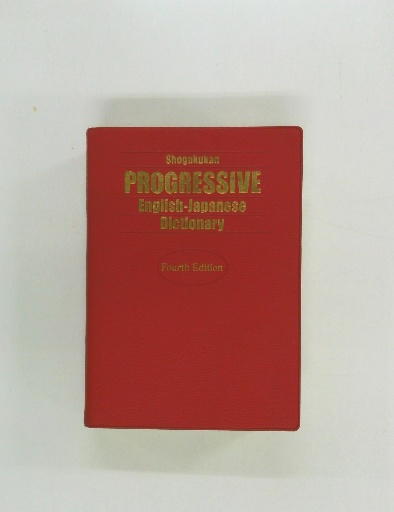 Shogakukan
PROGRESSIVE
English-Japanese
Dictionary
Fourth Edition